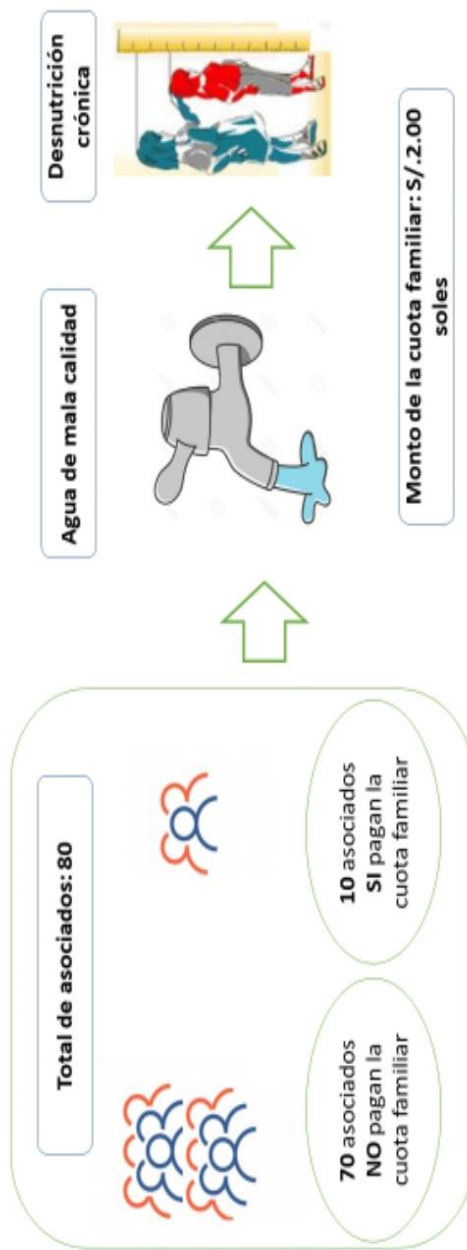 Total de asociados: 80
70 asociados
NO pagan la
cuota familiar
10 asociados
SI pagan la
cuota familiar
Agua de mala calidad
Desnutrición
crónica
Monto de la cuota familiar: S/.2.00
soles